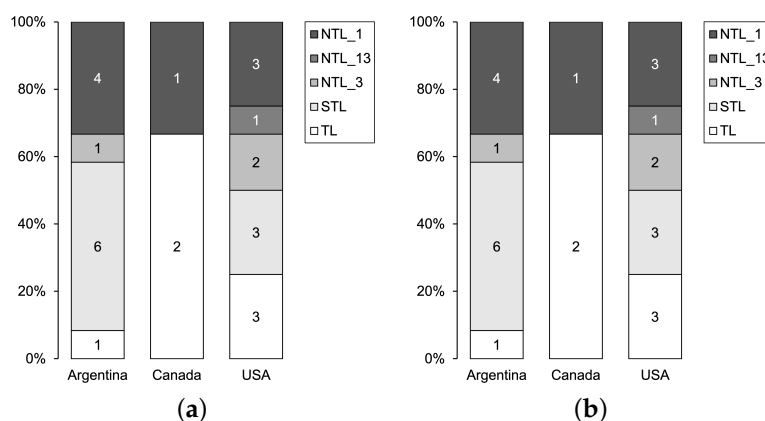 100%
80%
60%
40%
20%
0%
4
1
6
1
1
2
3
1
2
3
3
Argentina Canada USA
NTL_1
NTL_13
NTL_3
STL
TL
(a)
100%
80%
60%
40%
20%
0%
4
1
6
1
1
2
3
1
2
3
3
Argentina Canada USA
NTL_1
NTL_13
NTL_3
STL
TL
(b)